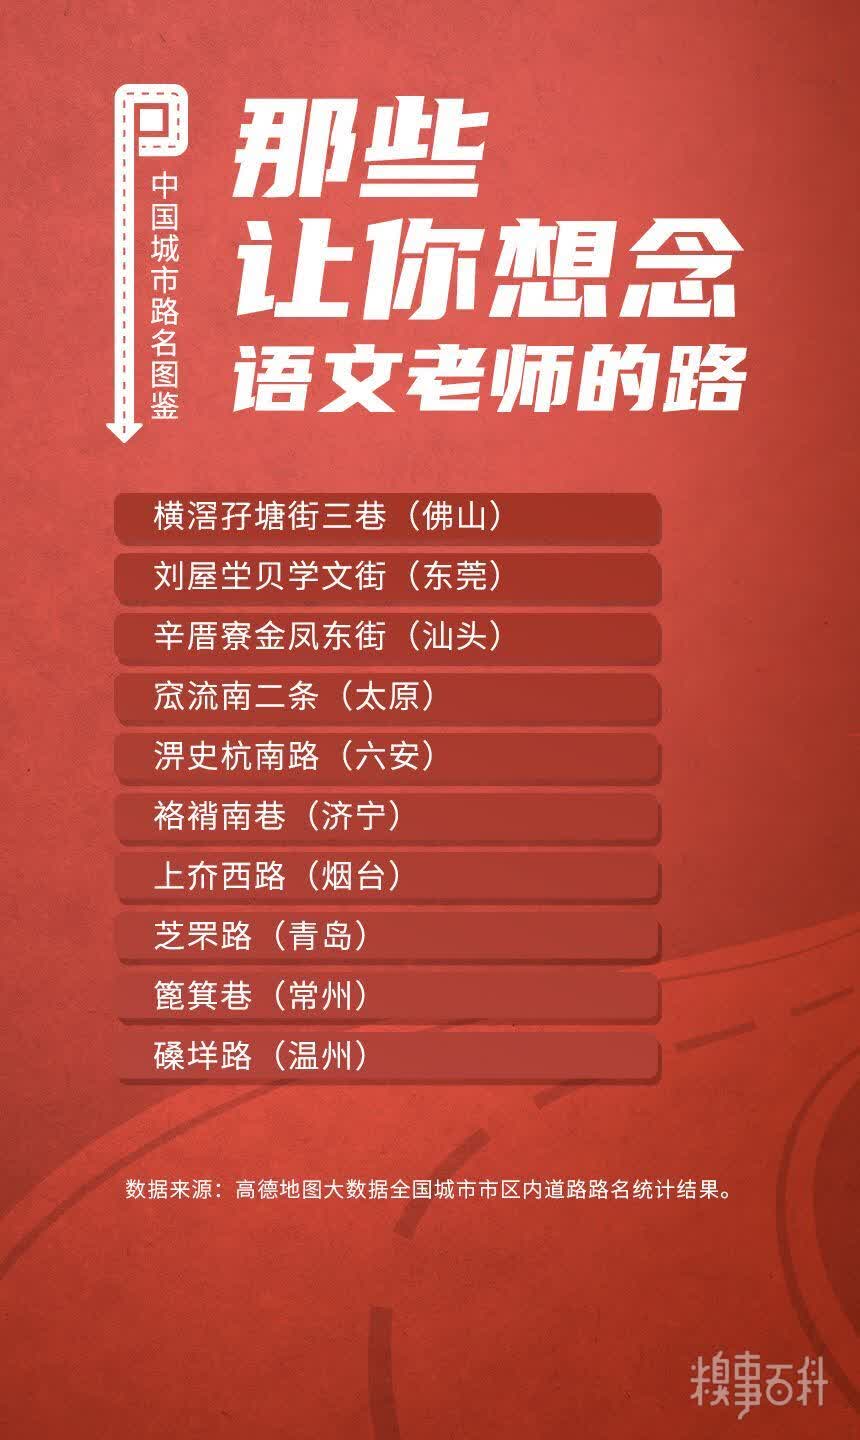 中国城市路名图鉴
那些
让你想念
语文老师的路
横滘孖塘街三巷（佛山）
刘屋坣贝学文街（东莞）
辛厝寮金凤东街（汕头）
窊流南二条（太原）
淠史杭南路（六安）
袼褙南巷（济宁）
上夼西路（烟台）
芝罘路（青岛）
篦箕巷（常州）
磉垟路（温州）
数据来源：高德地图大数据全国城市市区内道路路名统计结果。
糗事百科